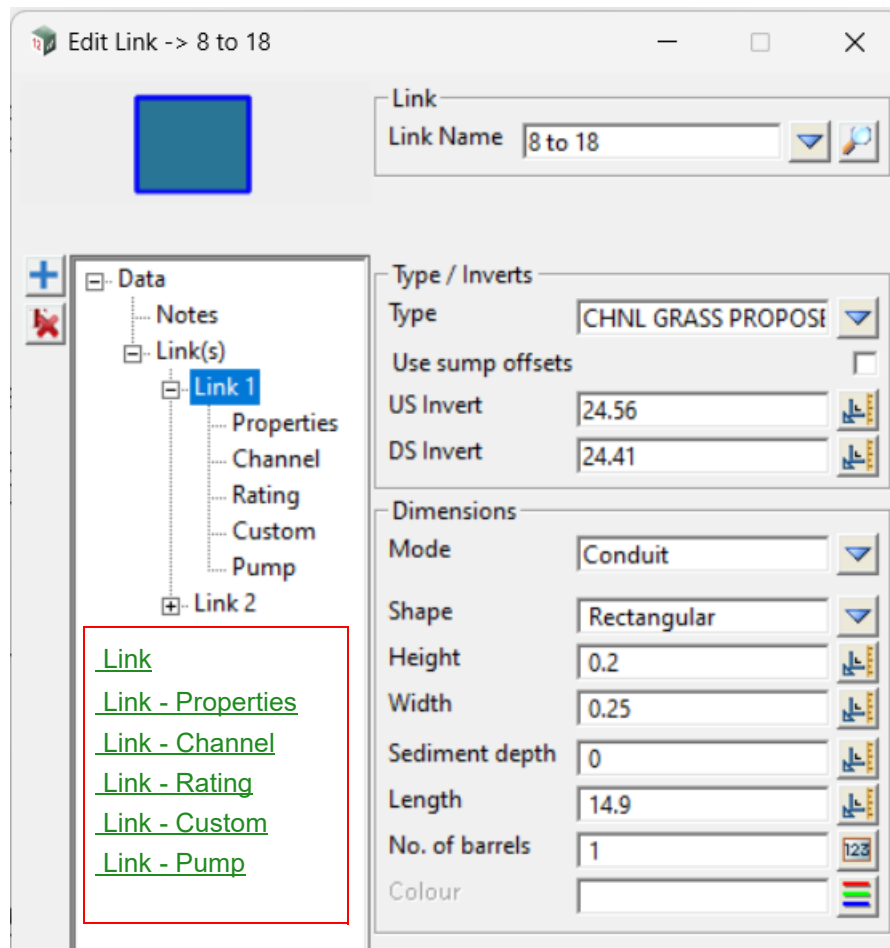 Edit Link -> 8 to 18
Link
Link Name 8 to 18
Data
Notes
Link(s)
Link 1
Properties
Channel
Rating
Custom
Pump
Link 2
Link
Link - Properties
Link - Channel
Link - Rating
Link - Custom
Link - Pump
Type / Inverts
Type CHNL GRASS PROPOSE
Use sump offsets
US Invert 24.56
DS Invert 24.41
Dimensions
Mode Conduit
Shape Rectangular
Height 0.2
Width 0.25
Sediment depth 0
Length 14.9
No. of barrels 1 123
Colour